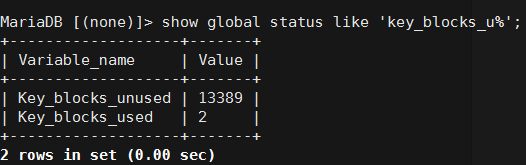 MariaDB [(none)]> show global status like 'key_blocks_u%';
+-------------------+-------+
| Variable_name     | Value |
+-------------------+-------+
| Key_blocks_unused | 13389 |
| Key_blocks_used   | 2     |
+-------------------+-------+
2 rows in set (0.00 sec)